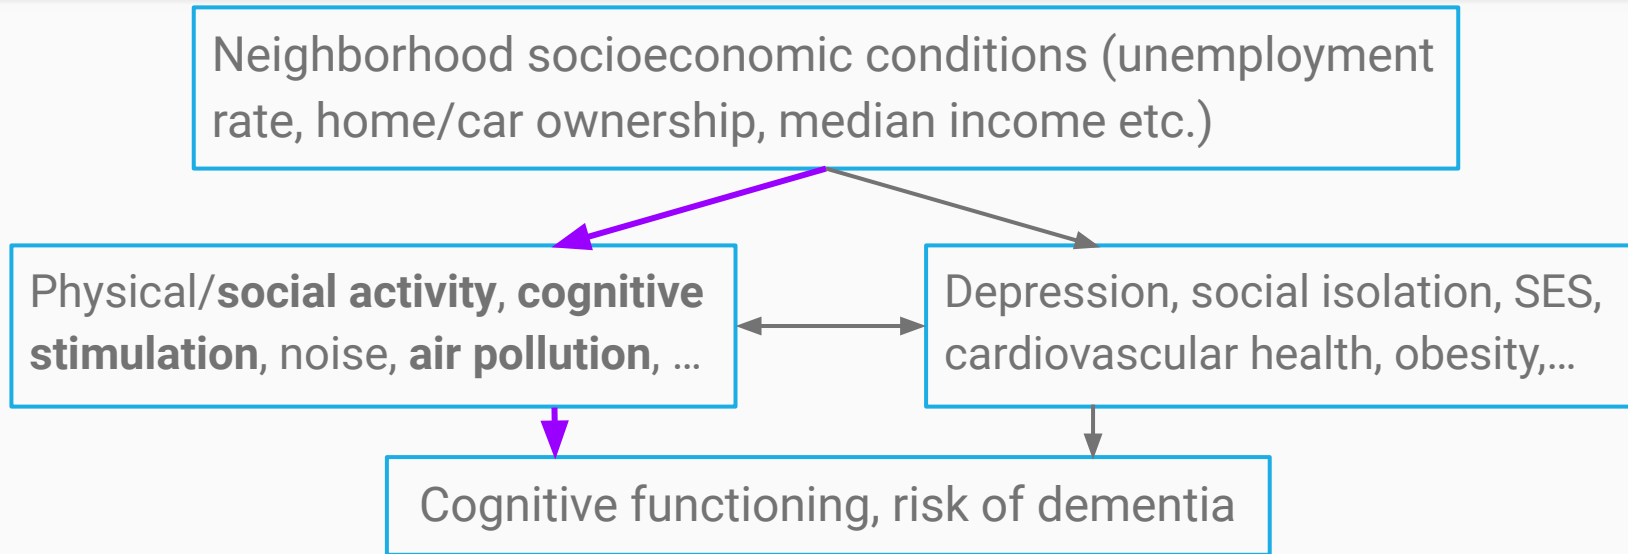 Neighborhood socioeconomic conditions (unemployment
rate, home/car ownership, median income etc.)
Physical/social activity, cognitive
stimulation, noise, air pollution, ...
Depression, social isolation, SES,
cardiovascular health, obesity,...
Cognitive functioning, risk of dementia